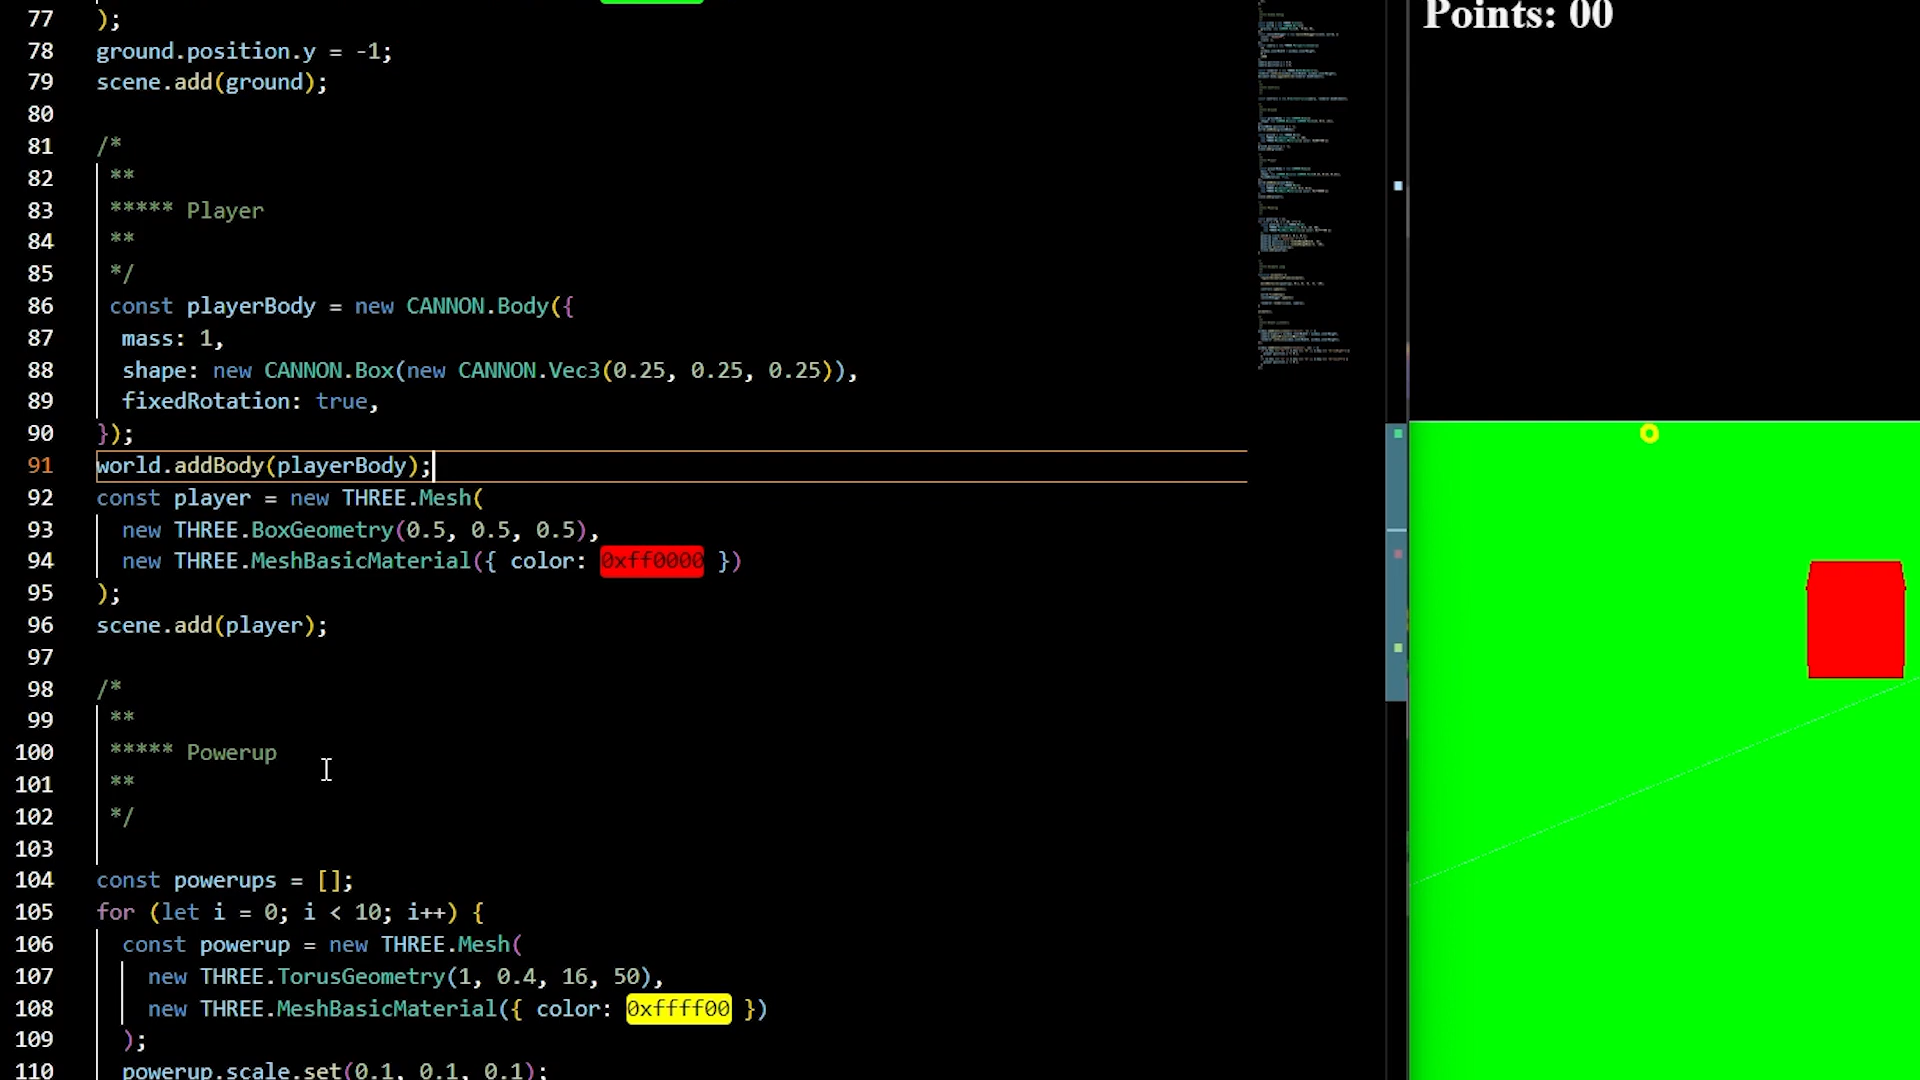 77 );
78 ground.position.y = -1;
79 scene.add(ground);
80
81 /*
82 **
83 ***** Player
84 **
85 */
86 const playerBody = new CANNON.Body({
87 mass: 1,
88 shape: new CANNON.Box(new CANNON.Vec3(0.25, 0.25, 0.25)),
89 fixedRotation: true,
90 });
91 world.addBody(playerBody);
92 const player = new THREE.Mesh(
93 new THREE.BoxGeometry(0.5, 0.5, 0.5),
94 new THREE.MeshBasicMaterial({ color: 0xff0000 })
95 );
96 scene.add(player);
97
98 /*
99 **
100 ***** Powerup
101 **
102 */
103
104 const powerups = [];
105 for (let i = 0; i < 10; i++) {
106 const powerup = new THREE.Mesh(
107 new THREE.TorusGeometry(1, 0.4, 16, 50),
108 new THREE.MeshBasicMaterial({ color: 0xffff00 })
109 );
110 powerup.scale.set(0.1, 0.1, 0.1);
Points: 00